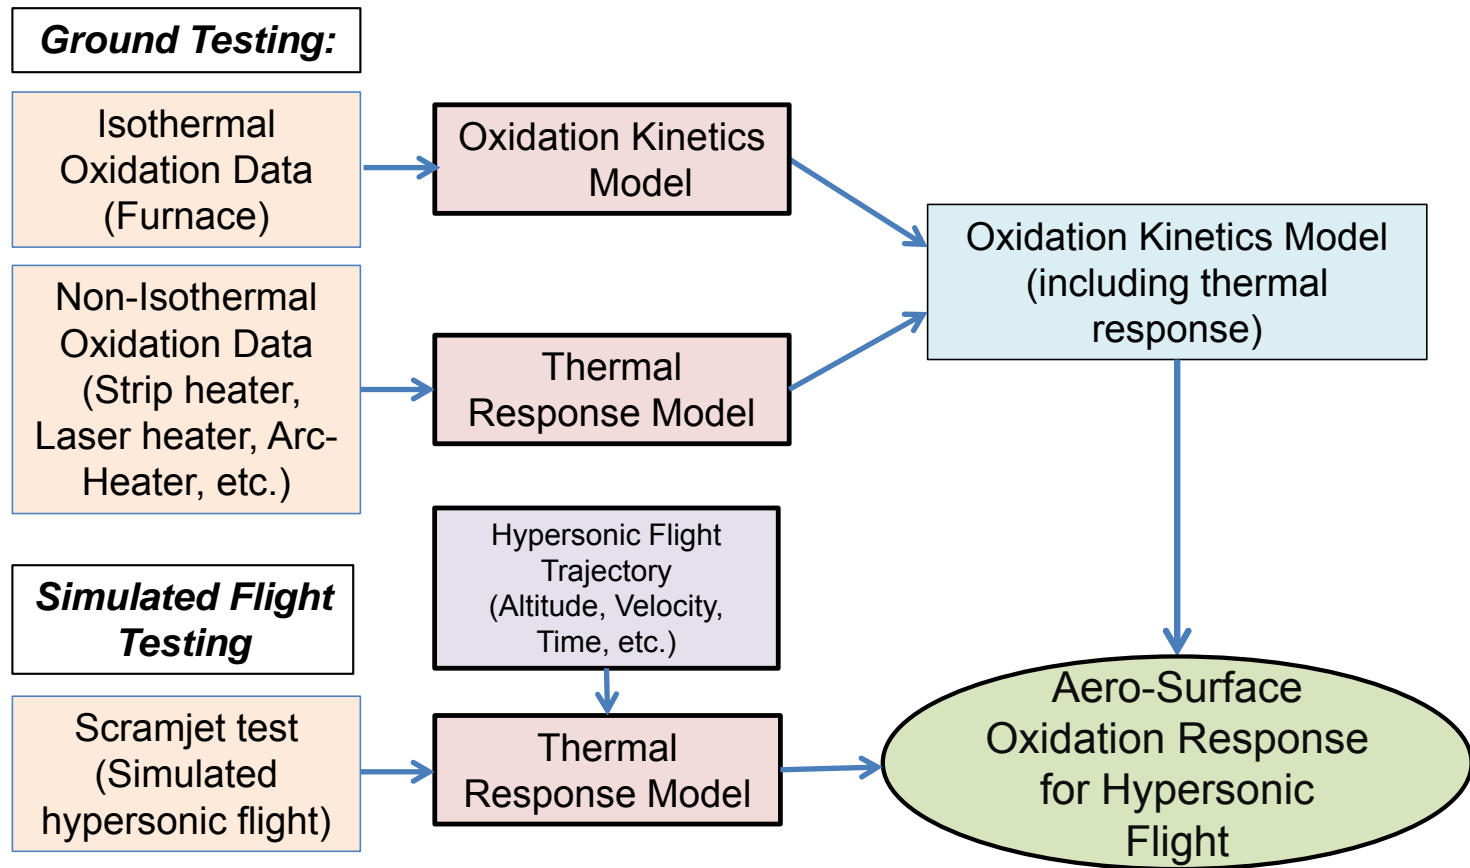 Ground Testing:
Isothermal
Oxidation Data
(Furnace)
Oxidation Kinetics
Model
Oxidation Kinetics Model
(including thermal
response)
Non-Isothermal
Oxidation Data
(Strip heater,
Laser heater, Arc-
Heater, etc.)
Thermal
Response Model
Hypersonic Flight
Trajectory
(Altitude, Velocity,
Time, etc.)
Simulated Flight
Testing
Scramjet test
(Simulated
hypersonic flight)
Thermal
Response Model
Aero-Surface
Oxidation Response
for Hypersonic
Flight